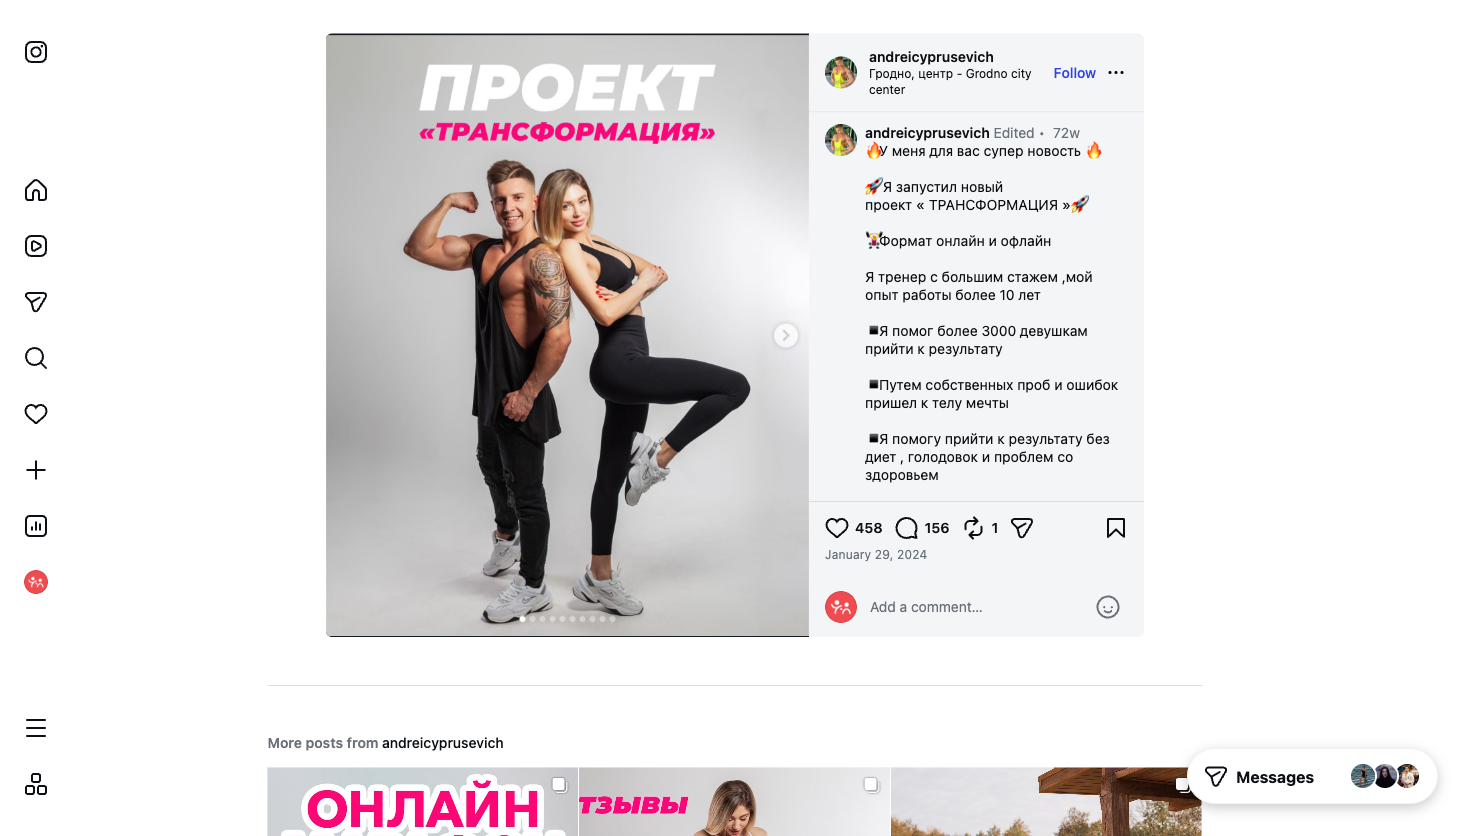 ПРОЕКТ
«ТРАНСФОРМАЦИЯ»
andreicyprusevich
Гродно, центр - Grodno city
center
Follow
andreicyprusevich Edited • 72w
🔥У меня для вас супер новость 🔥
🚀Я запустил новый
проект « ТРАНСФОРМАЦИЯ »🚀
🏋️‍♀️Формат онлайн и офлайн
Я тренер с большим стажем ,мой
опыт работы более 10 лет
▪️Я помог более 3000 девушкам
прийти к результату
▪️Путем собственных проб и ошибок
пришел к телу мечты
▪️Я помогу прийти к результату без
диет , голодовок и проблем со
здоровьем
458 156 1
January 29, 2024
Add a comment...
More posts from andreicyprusevich
ОНЛАЙН
ТЗЫВЫ
Messages